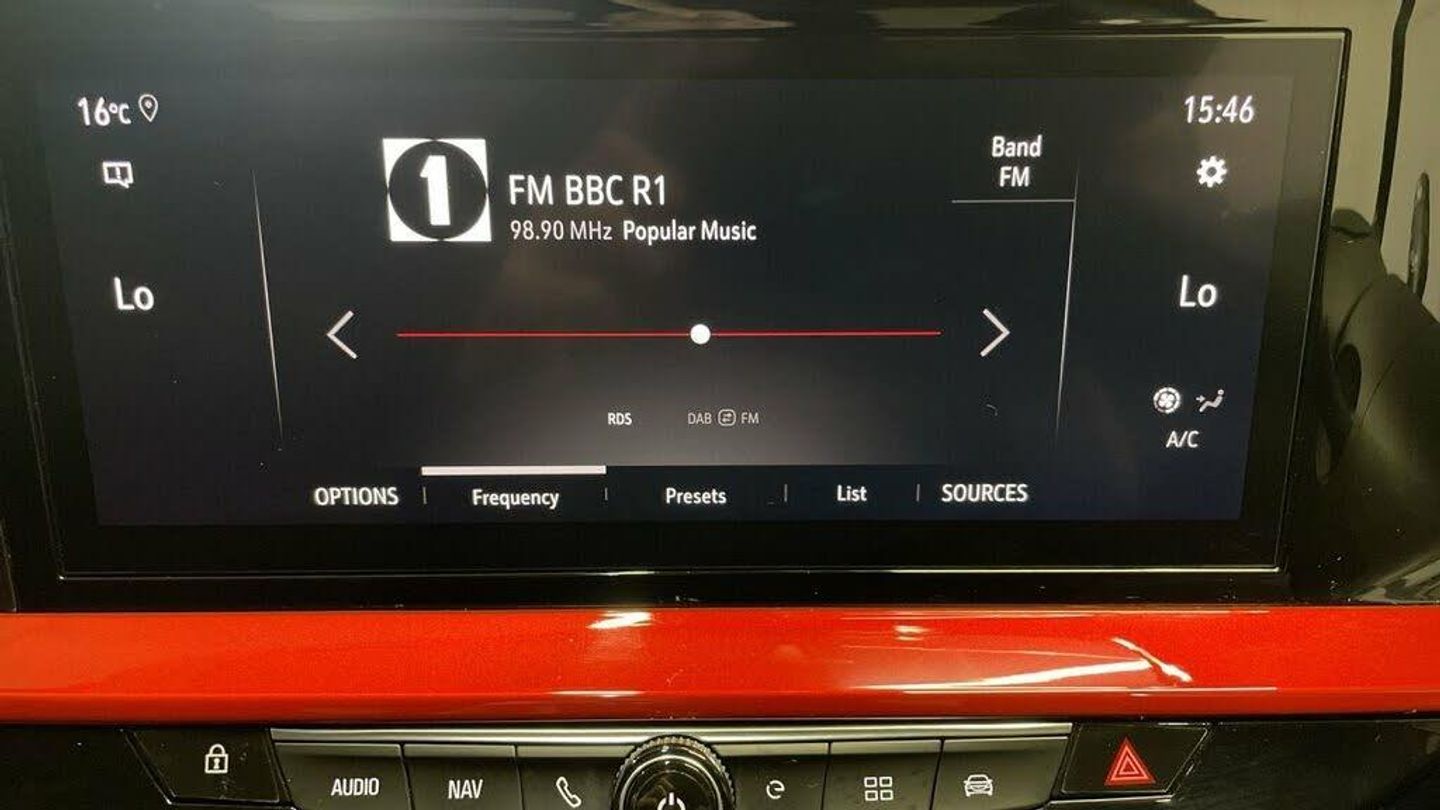 16°C
15:46
1
FM BBC R1
98.90 MHz Popular Music
Band
FM
Lo
Lo
RDS
DAB FM
A/C
OPTIONS Frequency Presets List SOURCES
AUDIO NAV